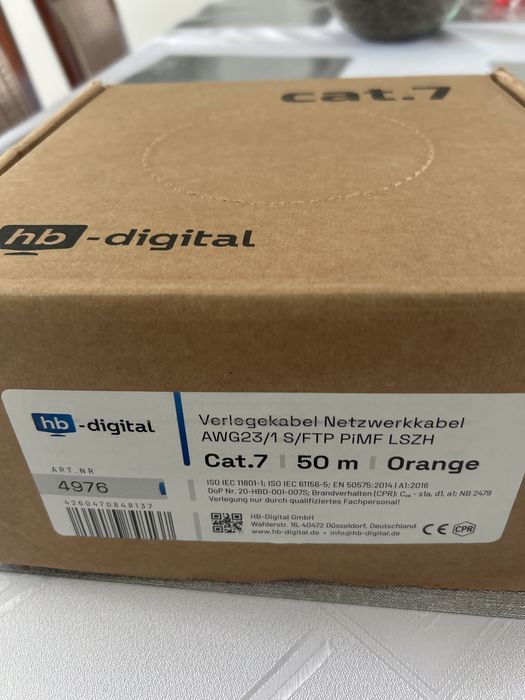 cat.7
hb-digital
hb-digital
Verlegekabel Netzwerkkabel
AWG23/1 S/FTP PiMF LSZH
Cat.7 | 50 m | Orange
ART.NR
4976
4260470848137
ISO IEC 11801-1; ISO IEC 61156-5; EN 50575:2014 | A1:2016
DoP Nr. 20-HBD-001-007S; Brandverhalten (CPR); Cca - s1a, d1, a1; NB 2479
Verlegung nur durch qualifiziertes Fachpersonal!
HB-Digital GmbH
Wahlerstr. 16, 40472 Düsseldorf, Deutschland
www.hb-digital.de • info@hb-digital.de
CE CPR